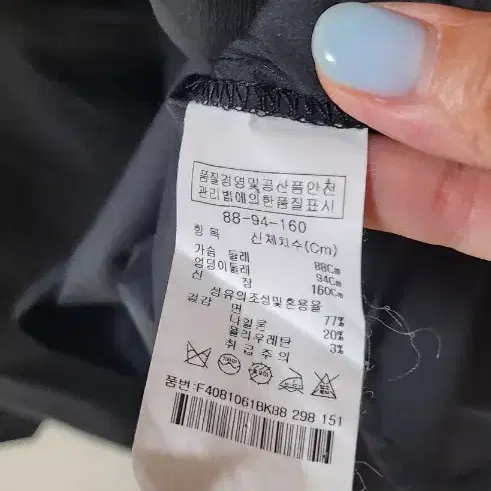 품질경영및공산품안전
관리법에의한품질표시
88-94-160
항 목 신체치수(Cm)
가슴 둘레 88Cm
엉덩이둘레 94Cm
신 장 160Cm
섬유의조성및혼용율
겉감 면 77%
나일론 20%
폴리우레탄 3%
취급주의
품번:F4081061BK88 298 151